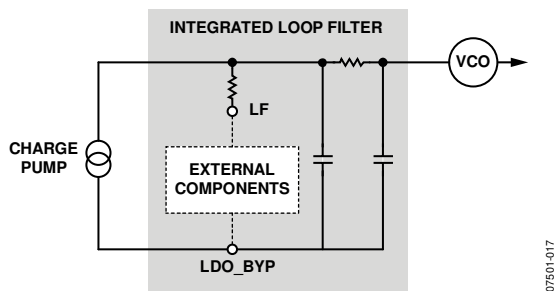 INTEGRATED LOOP FILTER
VCO
LF
CHARGE
PUMP
EXTERNAL
COMPONENTS
LDO_BYP
07501-017